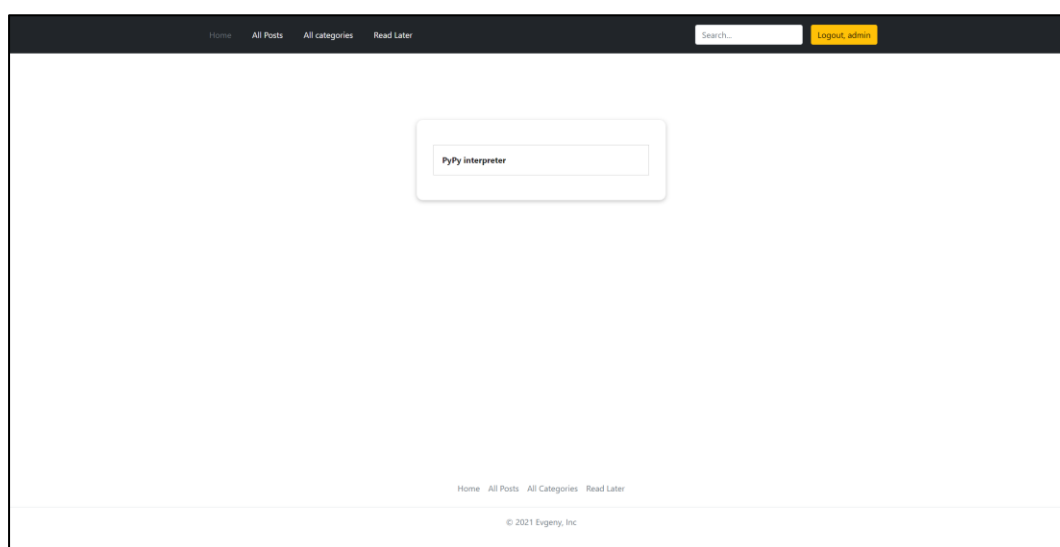 Home All Posts All categories Read Later Search... Logout, admin
PyPy interpreter
Home All Posts All Categories Read Later
© 2021 Evgeny, Inc